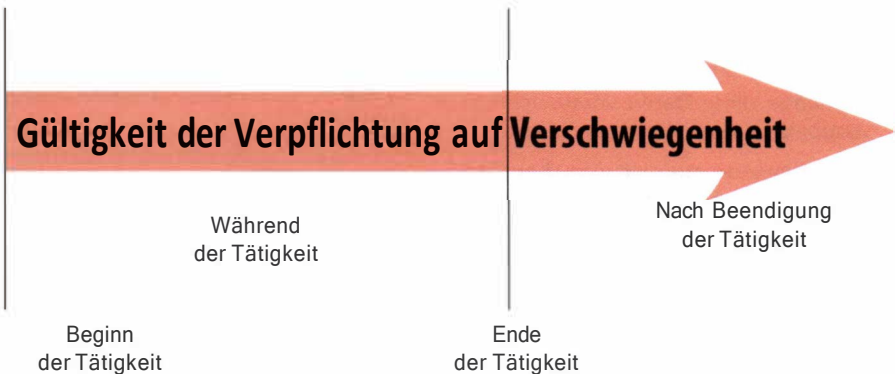 Gültigkeit der Verpflichtung auf Verschwiegenheit
Während
der Tätigkeit
Nach Beendigung
der Tätigkeit
Beginn
der Tätigkeit
Ende
der Tätigkeit